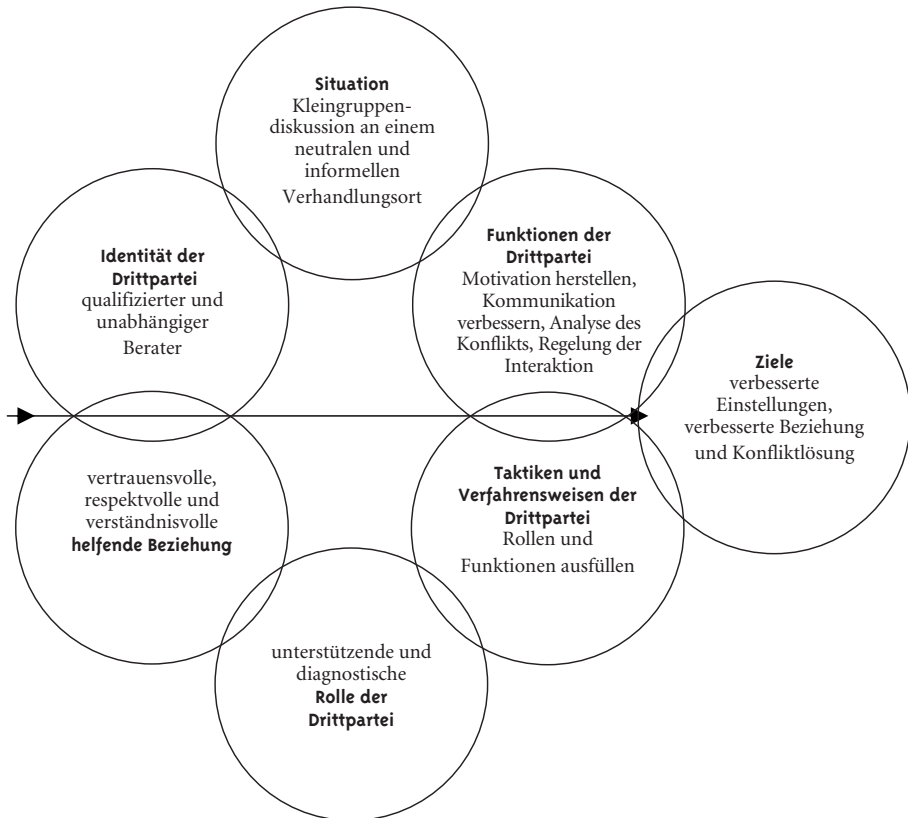 Situation
Kleingruppen-
diskussion an einem
neutralen und
informellen
Verhandlungsort
Identität der
Drittpartei
qualifizierter und
unabhängiger
Berater
Funktionen der
Drittpartei
Motivation herstellen,
Kommunikation
verbessern, Analyse des
Konflikts, Regelung der
Interaktion
Ziele
verbesserte
Einstellungen,
verbesserte Beziehung
und Konfliktlösung
vertrauensvolle,
respektvolle und
verständnisvolle
helfende Beziehung
Taktiken und
Verfahrensweisen der
Drittpartei
Rollen und
Funktionen ausfüllen
unterstützende und
diagnostische
Rolle der
Drittpartei